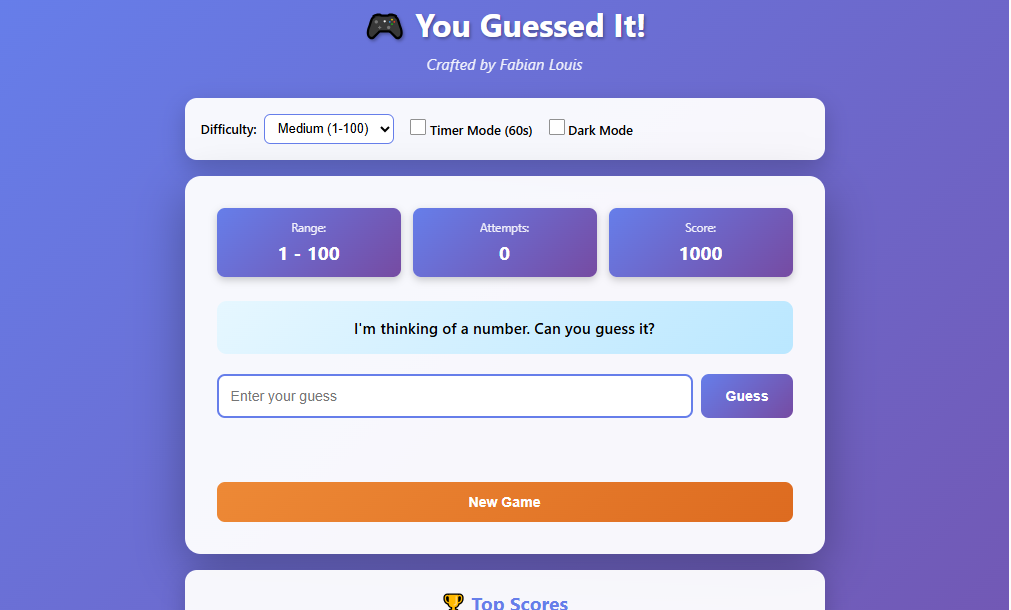 🎮 You Guessed It!
Crafted by Fabian Louis
Difficulty: Medium (1-100) Timer Mode (60s) Dark Mode
Range: Attempts: Score:
1 - 100 0 1000
I'm thinking of a number. Can you guess it?
Enter your guess Guess
New Game
🏆 Top Scores